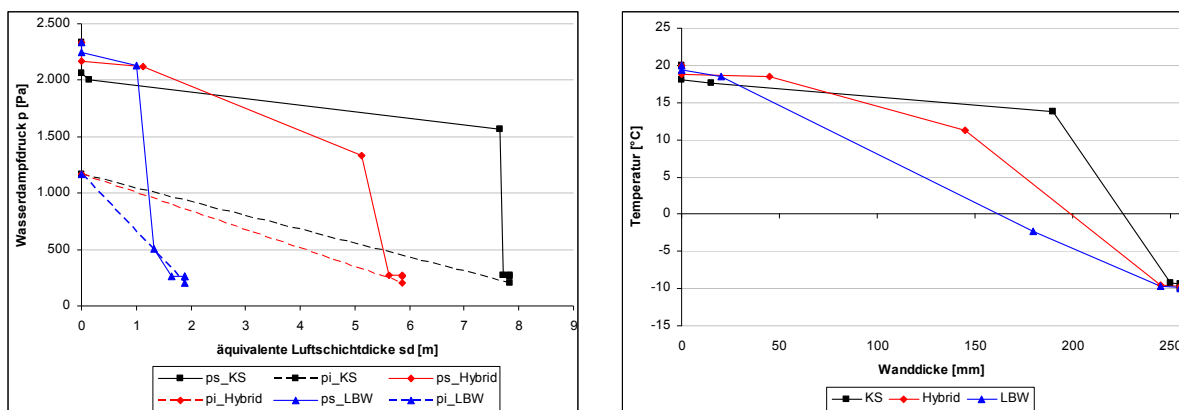 2.500
2.000
1.500
1.000
500
0
Wasserdampfdruck p [Pa]
0 1 2 3 4 5 6 7 8 9
äquivalente Luftschichtdicke sd [m]
ps_KS pi_KS ps_Hybrid
pi_Hybrid ps_LBW pi_LBW
25
20
15
10
5
0
-5
-10
-15
Temperatur [°C]
0 50 100 150 200 250
Wanddicke [mm]
KS Hybrid LBW